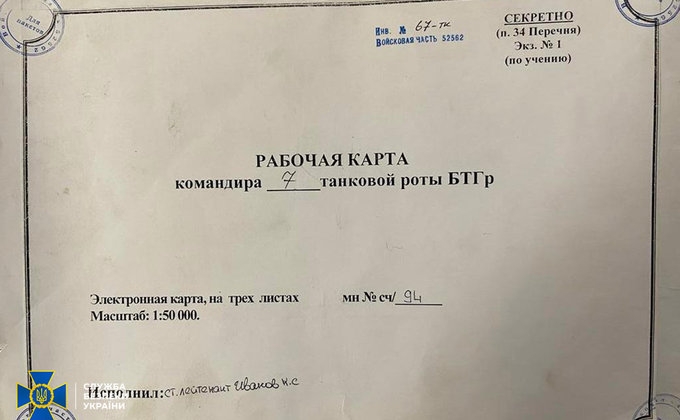 Для
пакетов
Инв. № 67-тк
Войсковая часть 52562
СЕКРЕТНО
(п. 34 Перечня)
Экз. № 1
(по учению)
РАБОЧАЯ КАРТА
командира 7 танковой роты БТГр
Электронная карта, на трех листах мн № сч/ 94
Масштаб: 1:50 000.
Исполнил: ст. лейтенант Иванов Н.С
СЛУЖБА
БЕЗПЕКИ
УКРАЇНИ